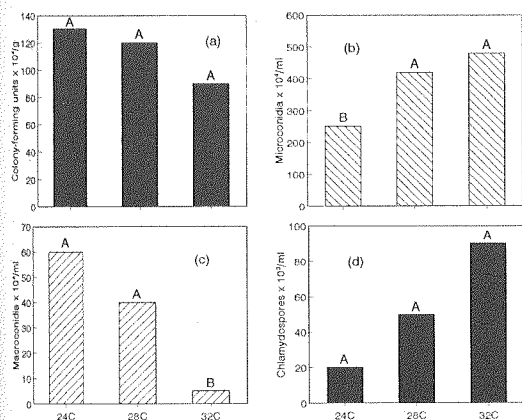 Colony-forming units x 10⁴/g
140
120
100
80
60
40
20
0
A
A
A
(a)
Microconidia x 10⁴/ml
600
500
400
300
200
100
0
B
A
A
(b)
Macroconidia x 10⁴/ml
70
60
50
40
30
20
10
0
A
A
B
(c)
24C 28C 32C
Chlamydospores x 10³/ml
100
80
60
40
20
0
A
A
A
(d)
24C 28C 32C